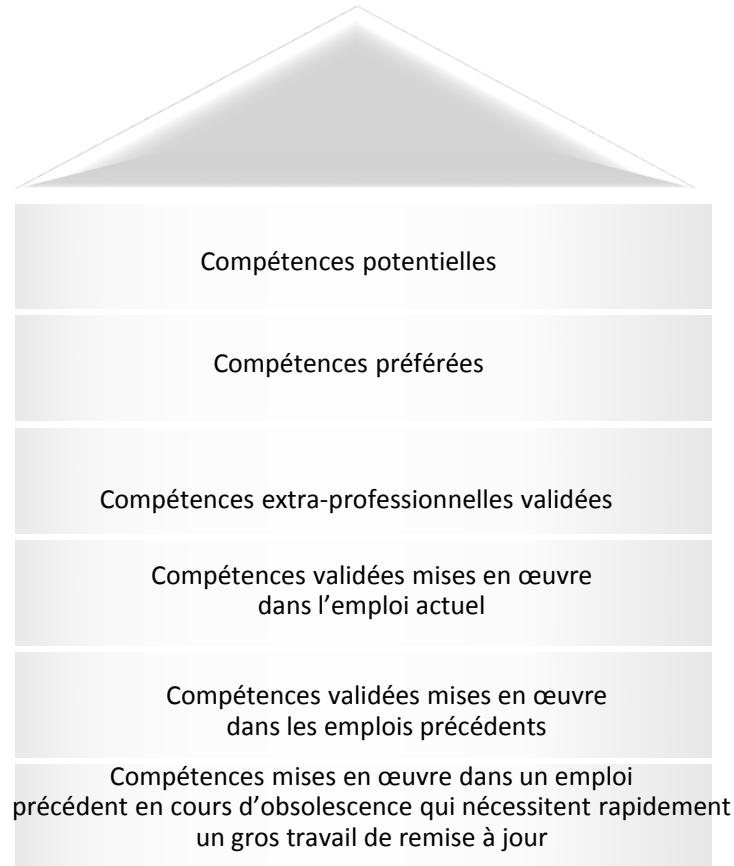 Compétences potentielles
Compétences préférées
Compétences extra-professionnelles validées
Compétences validées mises en œuvre
dans l’emploi actuel
Compétences validées mises en œuvre
dans les emplois précédents
Compétences mises en œuvre dans un emploi
précédent en cours d’obsolescence qui nécessitent rapidement
un gros travail de remise à jour